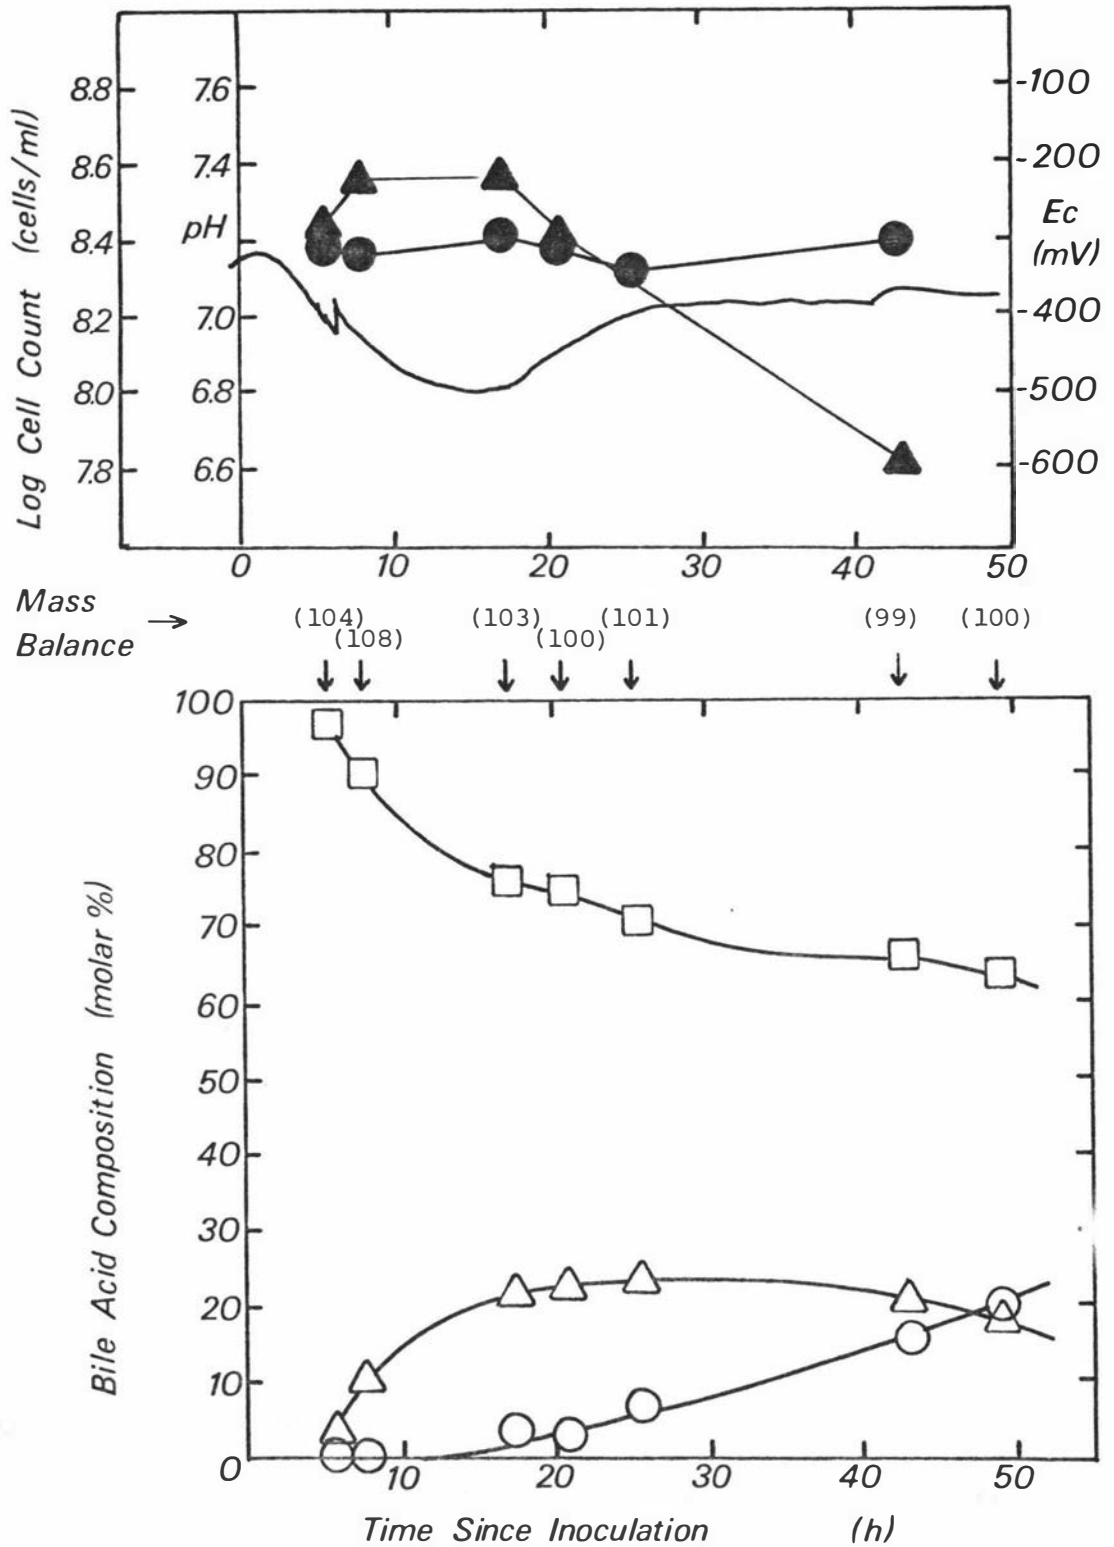 8.8 7.6 -100
8.6 7.4 -200
Log Cell Count (cells/ml)
8.4 pH Ec
(mV)
8.2 7.0 -400
8.0 6.8 -500
7.8 6.6 -600
0 10 20 30 40 50
Mass (104) (103) (101) (99) (100)
Balance → (108) (100)
100
90
80
70
60
Bile Acid Composition (molar %)
50
40
30
20
10
0 10 20 30 40 50
Time Since Inoculation (h)